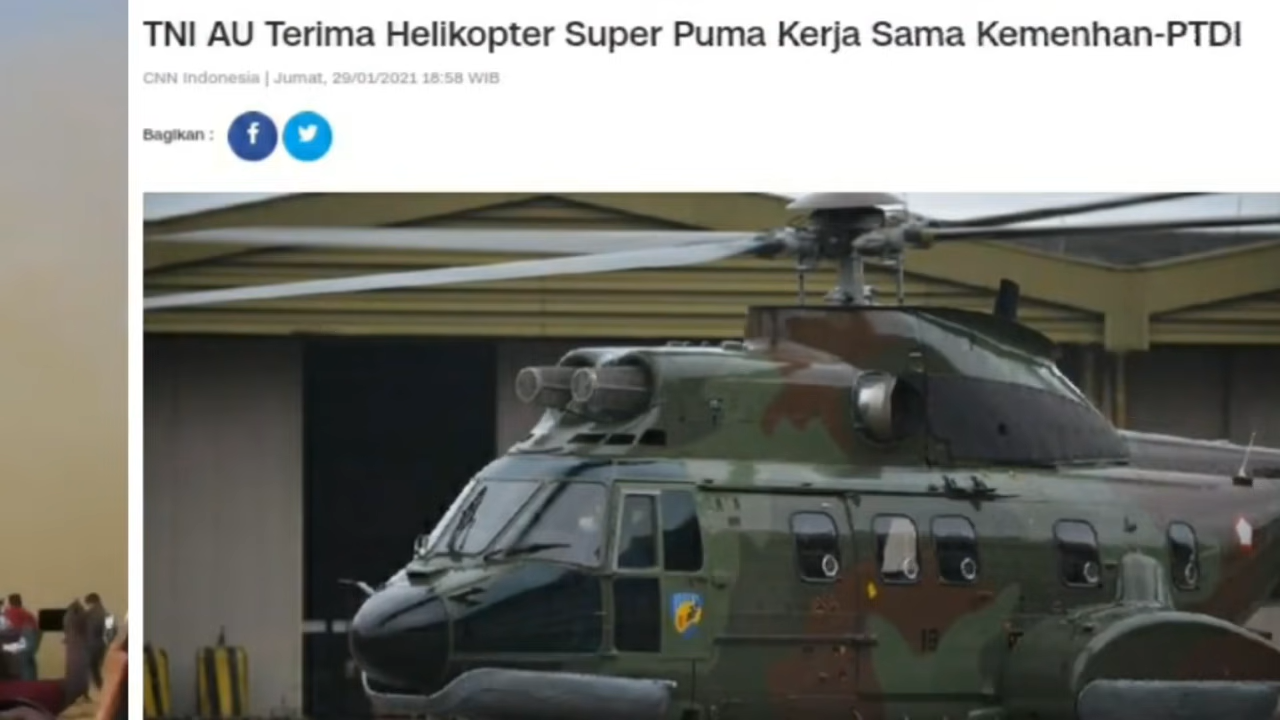 TNI AU Terima Helikopter Super Puma Kerja Sama Kemenhan-PTDI
CNN Indonesia | Jumat, 29/01/2021 18:58 WIB
Bagikan :